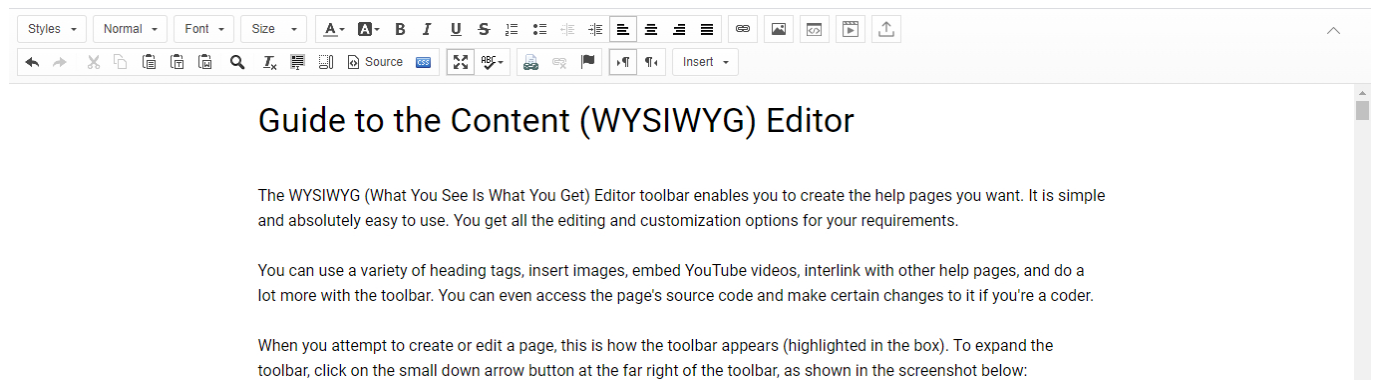 Styles Normal Font Size A A B I U S
Source css ABC Insert
Guide to the Content (WYSIWYG) Editor
The WYSIWYG (What You See Is What You Get) Editor toolbar enables you to create the help pages you want. It is simple
and absolutely easy to use. You get all the editing and customization options for your requirements.
You can use a variety of heading tags, insert images, embed YouTube videos, interlink with other help pages, and do a
lot more with the toolbar. You can even access the page's source code and make certain changes to it if you're a coder.
When you attempt to create or edit a page, this is how the toolbar appears (highlighted in the box). To expand the
toolbar, click on the small down arrow button at the far right of the toolbar, as shown in the screenshot below: